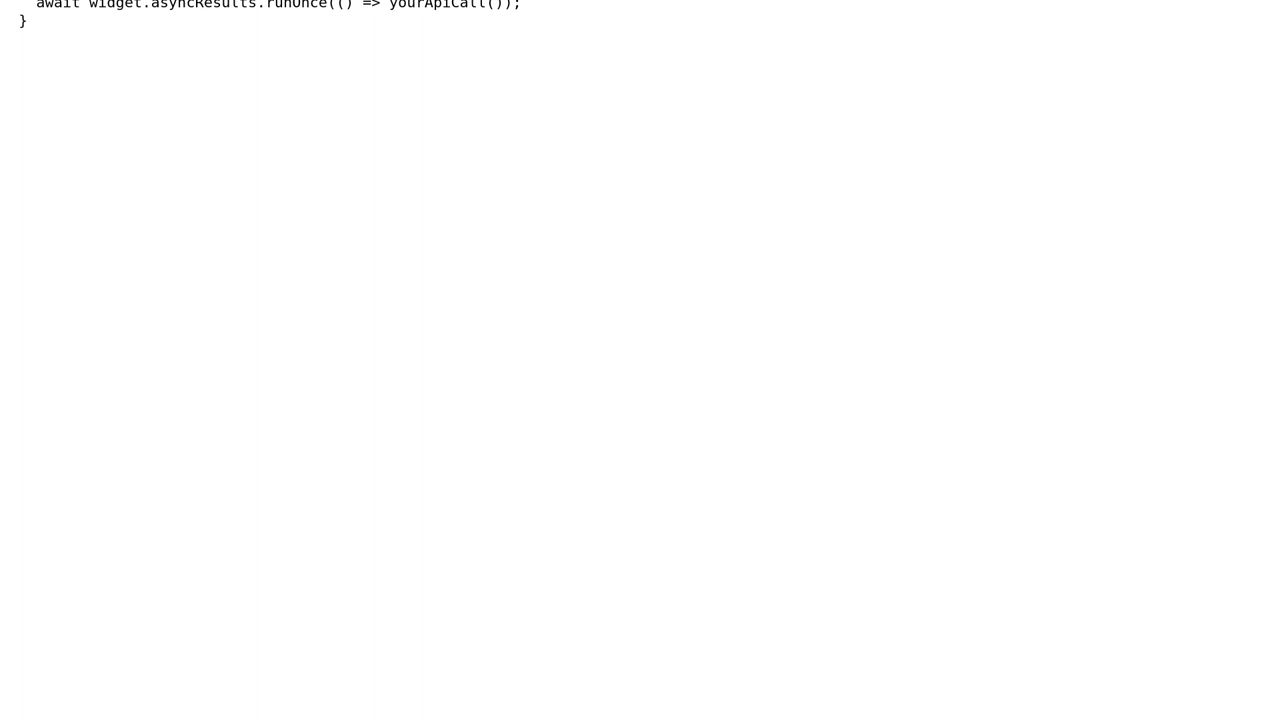 await widget.asyncResults.runOnce(() => yourApiCall());
}